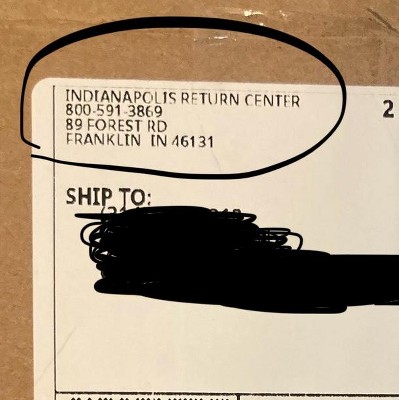 INDIANAPOLIS RETURN CENTER
800-591-3869
89 FOREST RD
FRANKLIN IN 46131
2
SHIP TO: